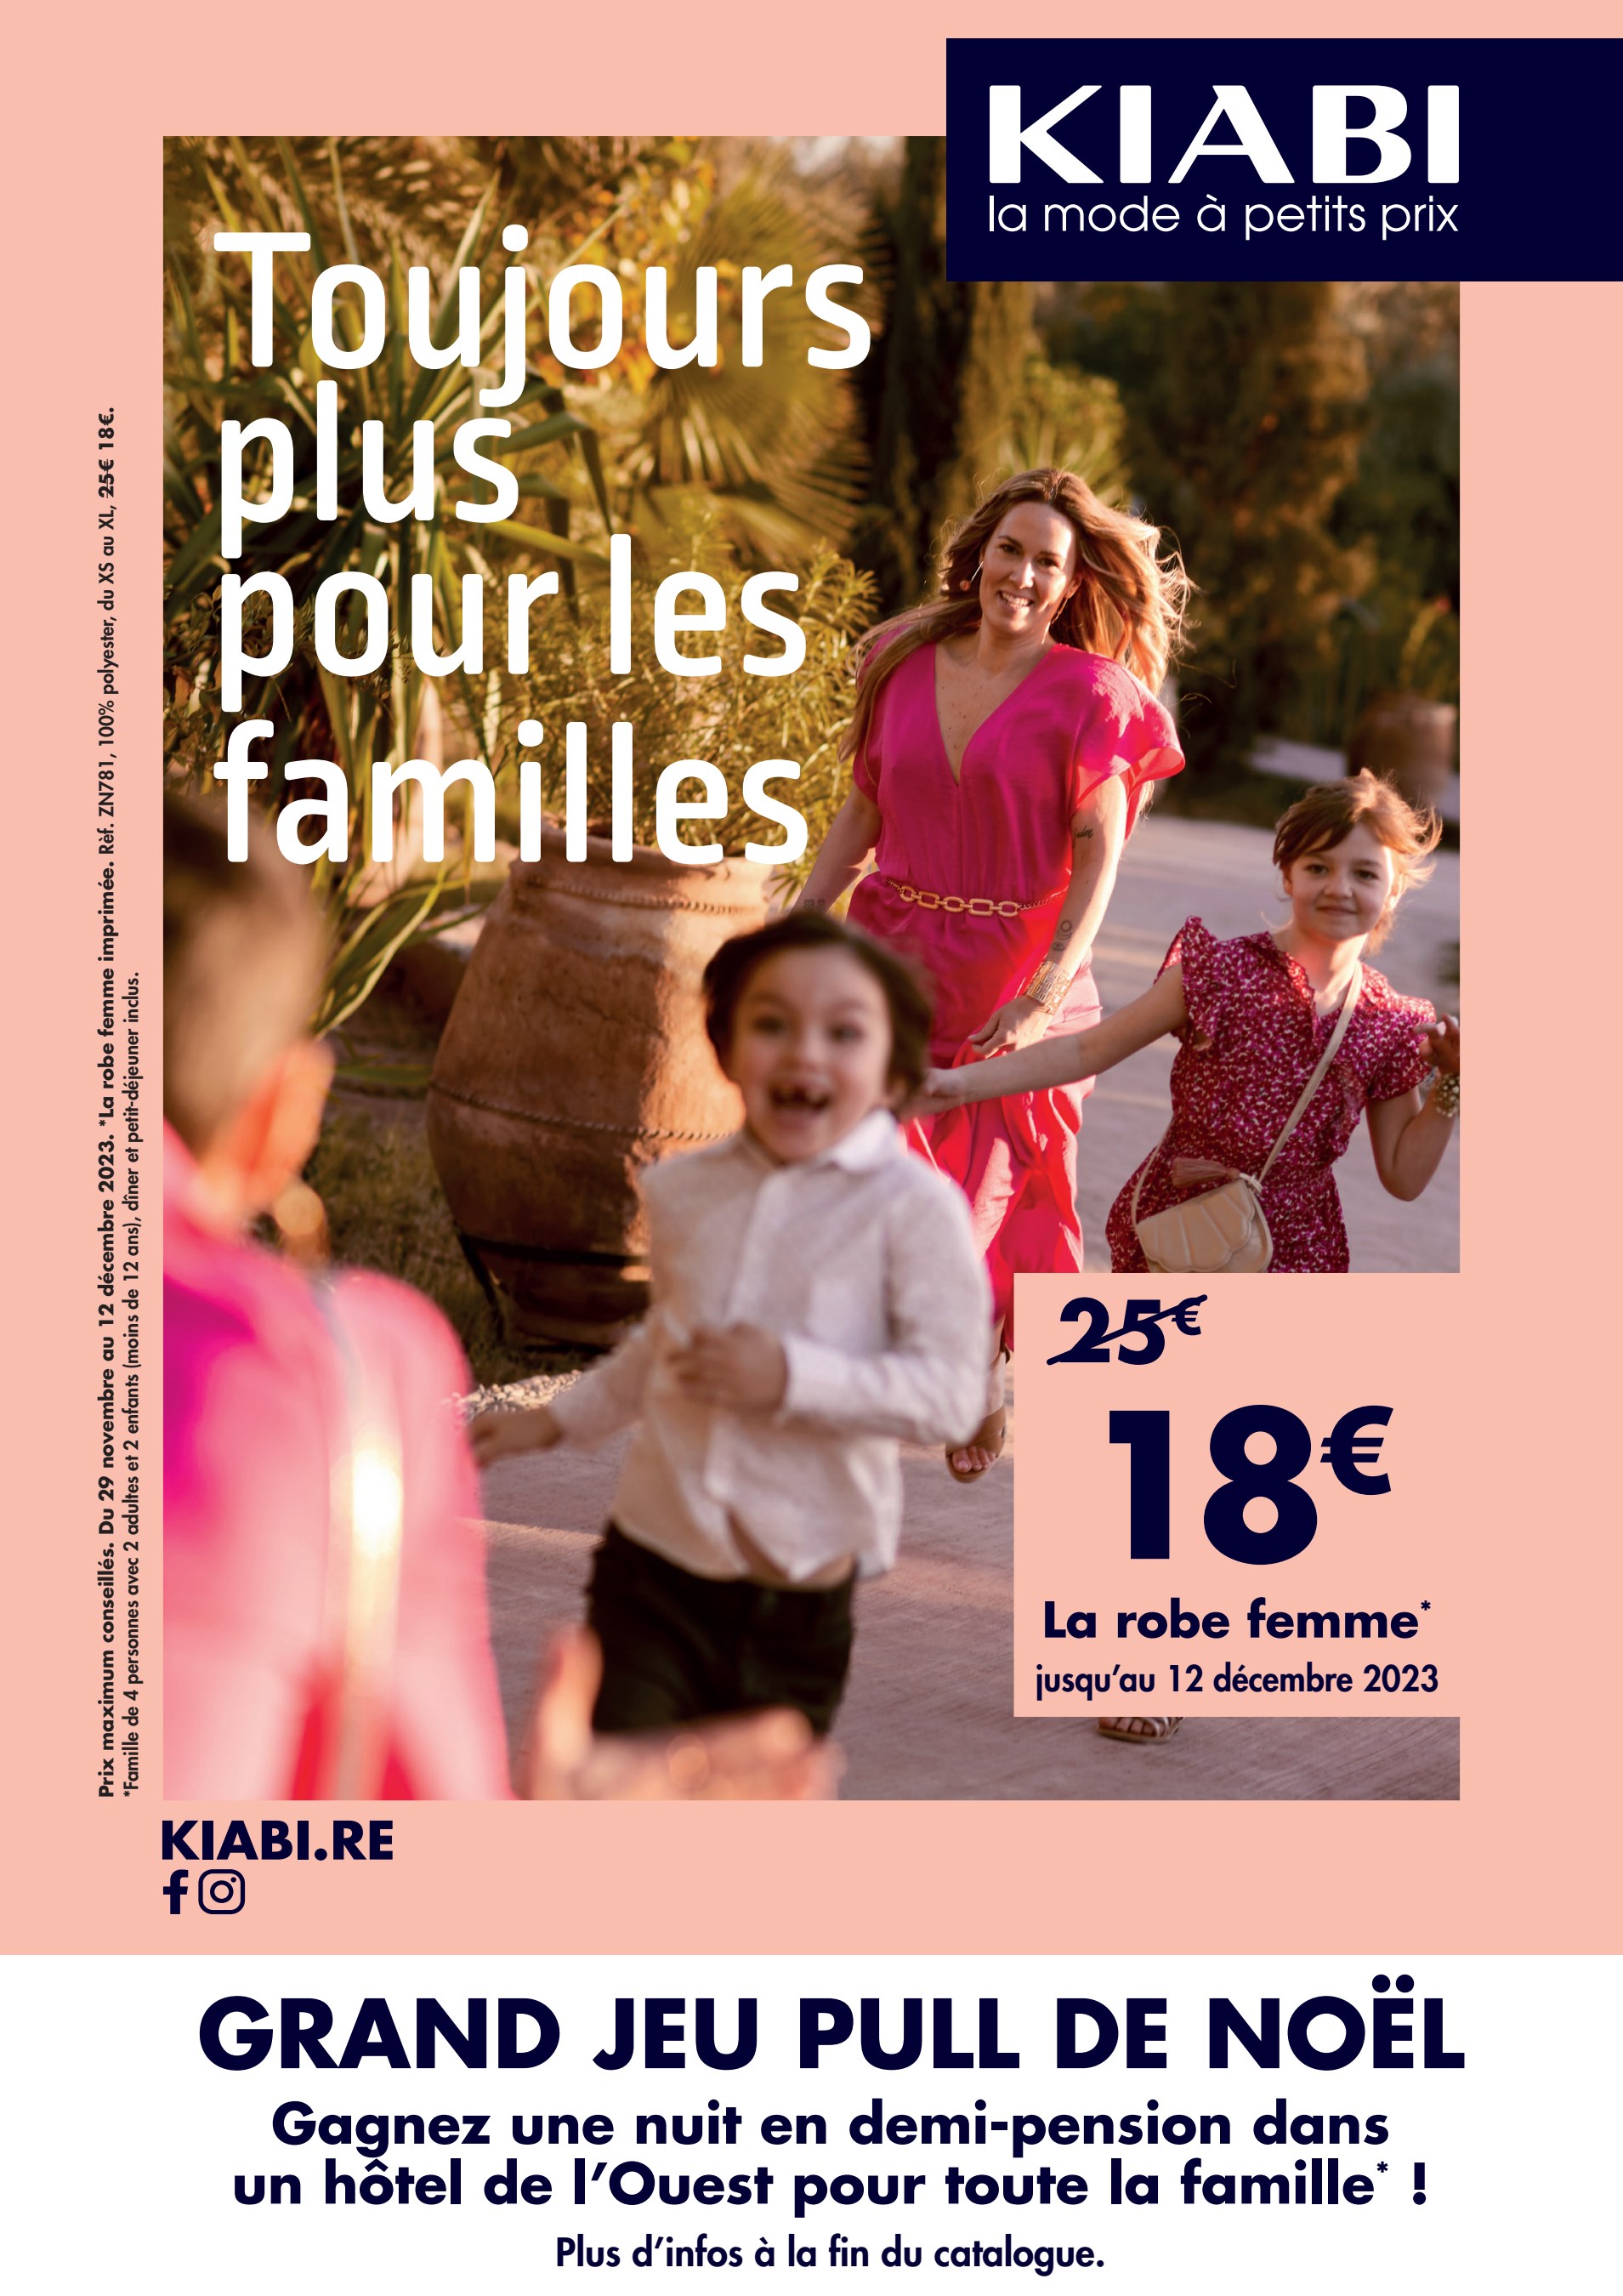 KIABI
la mode à petits prix
Toujours
plus
pour les
familles
Prix maximum conseillés. Du 29 novembre au 12 décembre 2023. *La robe femme imprimée. Rèf. ZN781, 100% polyester, du XS au XL, 25€ 18€.
*Famille de 4 personnes avec 2 adultes et 2 enfants (moins de 12 ans), dîner et petit-déjeuner inclus.
25€
18€
La robe femme*
jusqu’au 12 décembre 2023
KIABI.RE
GRAND JEU PULL DE NOËL
Gagnez une nuit en demi-pension dans
un hôtel de l’Ouest pour toute la famille* !
Plus d’infos à la fin du catalogue.